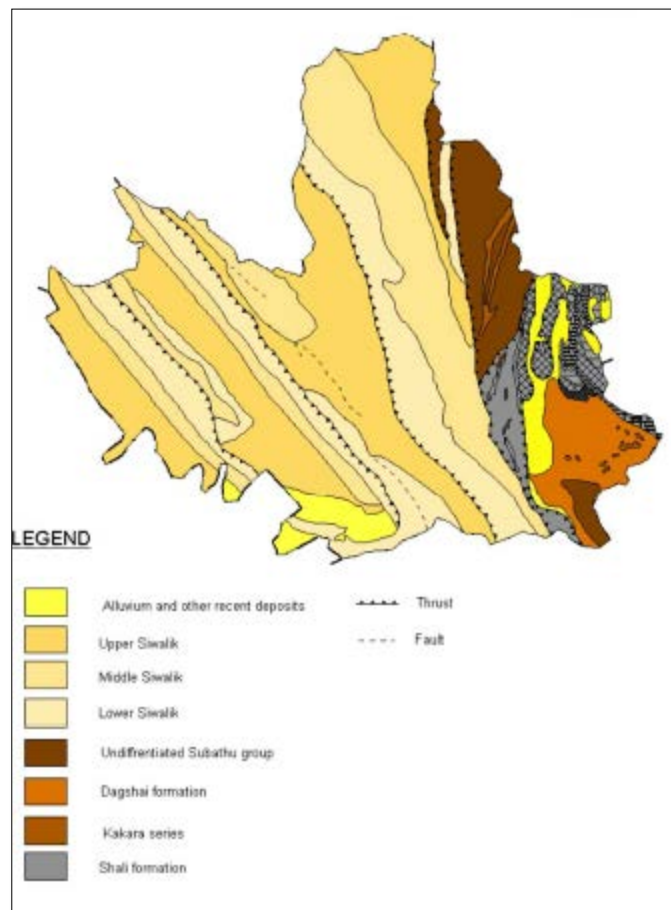 LEGEND
Alluvium and other recent deposits
Thrust
Upper Siwalik
Fault
Middle Siwalik
Lower Siwalik
Undiffrentiated Subathu group
Dagshai formation
Kakara series
Shali formation